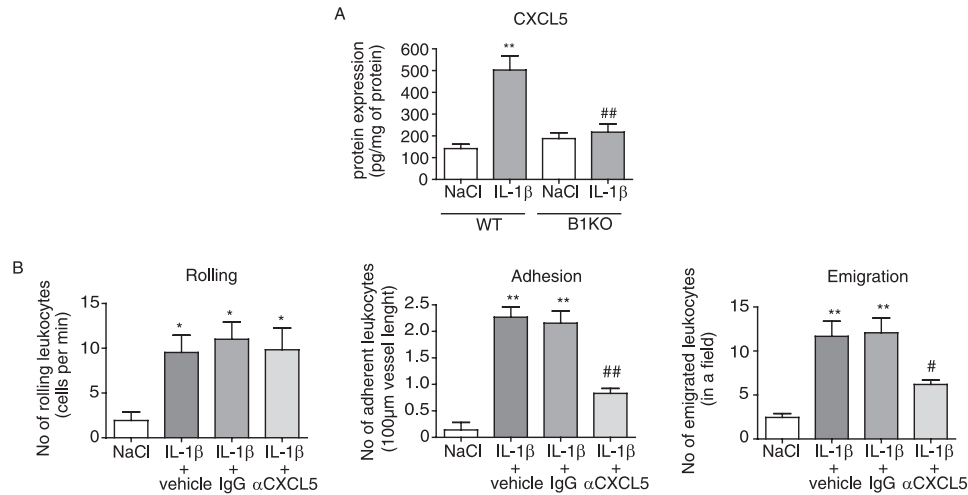 A
CXCL5
protein expression
(pg/mg of protein)
600
500
400
300
200
100
0
**
##
NaCl IL-1β NaCl IL-1β
WT B1KO
B
Rolling
No of rolling leukocytes
(cells per min)
15
10
5
0
* * *
NaCl IL-1β IL-1β IL-1β
+ + +
vehicle IgG αCXCL5
Adhesion
No of adherent leukocytes
(100μm vessel lenght)
2.5
2.0
1.0
0.5
0
** **
##
NaCl IL-1β IL-1β IL-1β
+ + +
vehicle IgG αCXCL5
Emigration
No of emigrated leukocytes
(in a field)
15
10
5
0
** **
#
NaCl IL-1β IL-1β IL-1β
+ + +
vehicle IgG αCXCL5